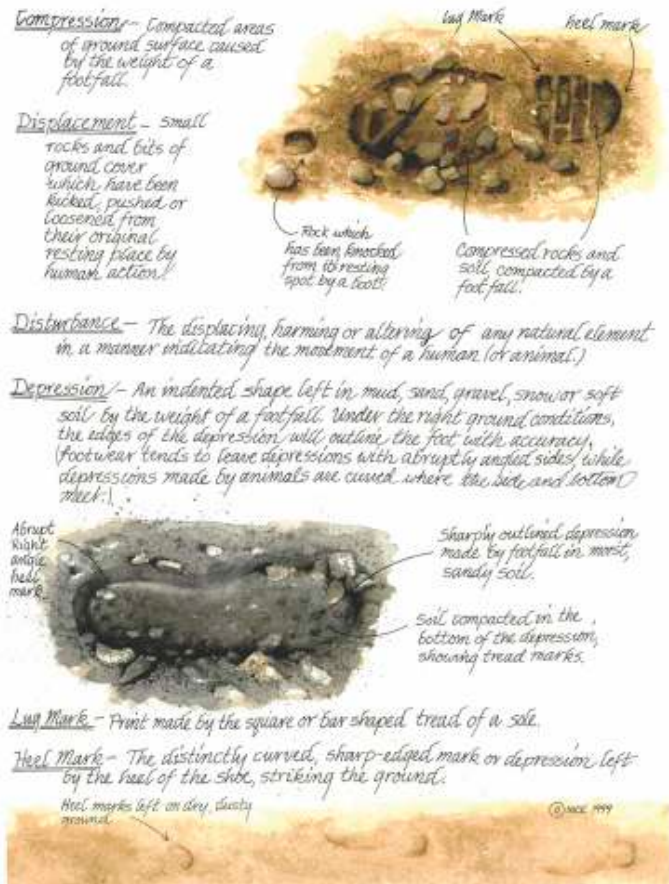 Compression – Compacted areas
of ground surface caused
by the weight of a
footfall.
Lug Mark
heel mark
Displacement – small
rocks and bits of
ground cover
which have been
kicked, pushed or
loosened from
their original
resting place by
human action!
Rock which
has been knocked
from its resting
spot by a boot!
Compressed rocks and
soil compacted by a
footfall.
Disturbance – The displacing, harming or altering of any natural element
in a manner indicating the movement of a human (or animal.)
Depression – An indented shape left in mud, sand, gravel, snow or soft
soil by the weight of a footfall. Under the right ground conditions,
the edges of the depression will outline the foot with accuracy.
(Footwear tends to leave depressions with abruptly angled sides, while
depressions made by animals are curved where the side and bottom
meet.)
Abrupt
Right
angle
heel
mark
Sharply outlined depression
made by footfall in moist,
sandy soil.
Soil compacted in the
bottom of the depression,
showing tread marks.
Lug Mark – Print made by the square or bar shaped tread of a sole.
Heel Mark – The distinctly curved, sharp-edged mark or depression left
by the heel of the shoe, striking the ground.
Heel marks left on dry, dusty
ground
© 1999